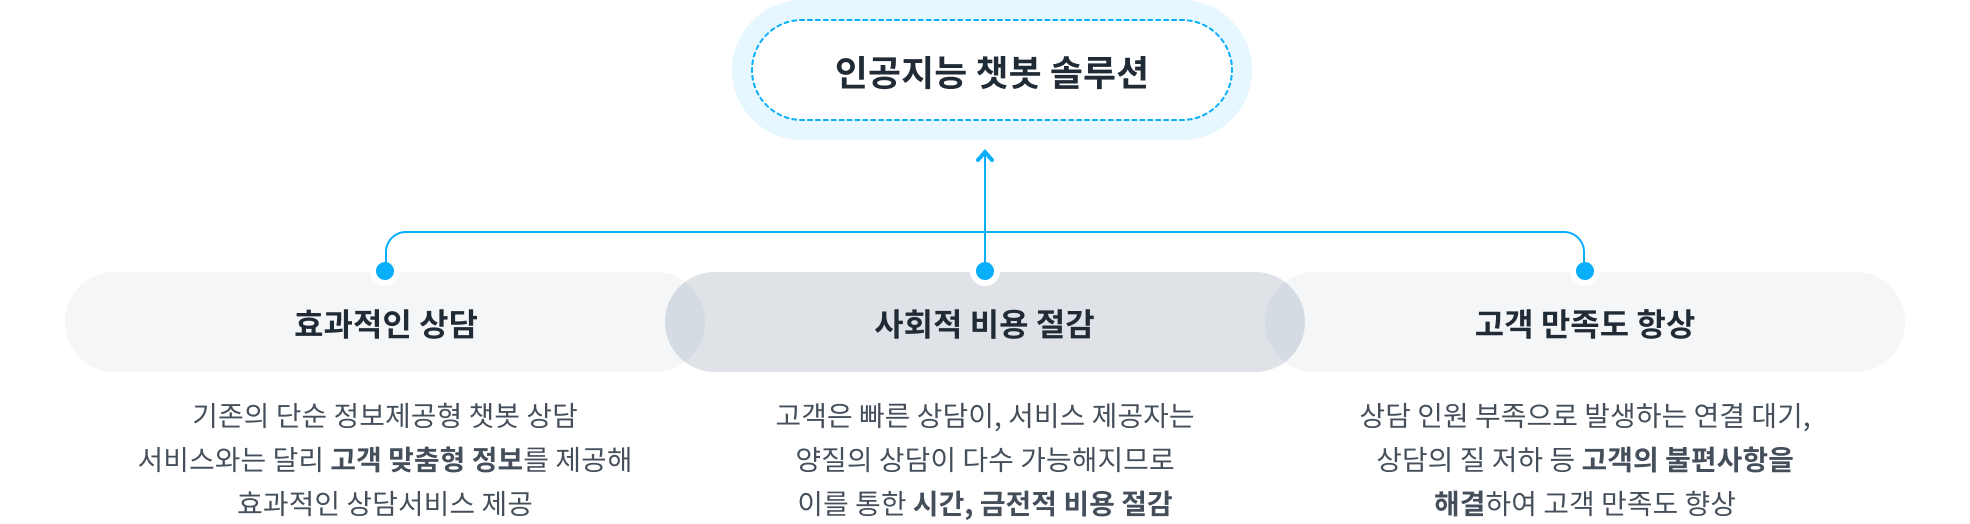 인공지능 챗봇 솔루션
효과적인 상담
기존의 단순 정보제공형 챗봇 상담
서비스와는 달리 고객 맞춤형 정보를 제공해
효과적인 상담서비스 제공
사회적 비용 절감
고객은 빠른 상담이, 서비스 제공자는
양질의 상담이 다수 가능해지므로
이를 통한 시간, 금전적 비용 절감
고객 만족도 항상
상담 인원 부족으로 발생하는 연결 대기,
상담의 질 저하 등 고객의 불편사항을
해결하여 고객 만족도 향상